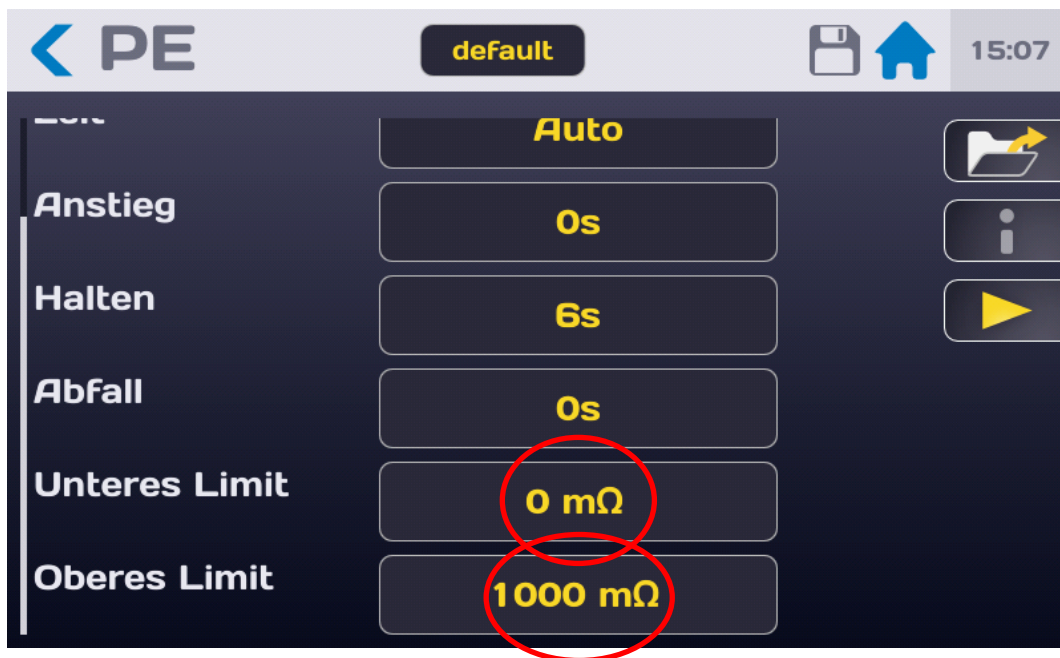 PE default 15:07
Auto
Anstieg 0s
Halten 6s
Abfall 0s
Unteres Limit 0 mΩ
Oberes Limit 1000 mΩ